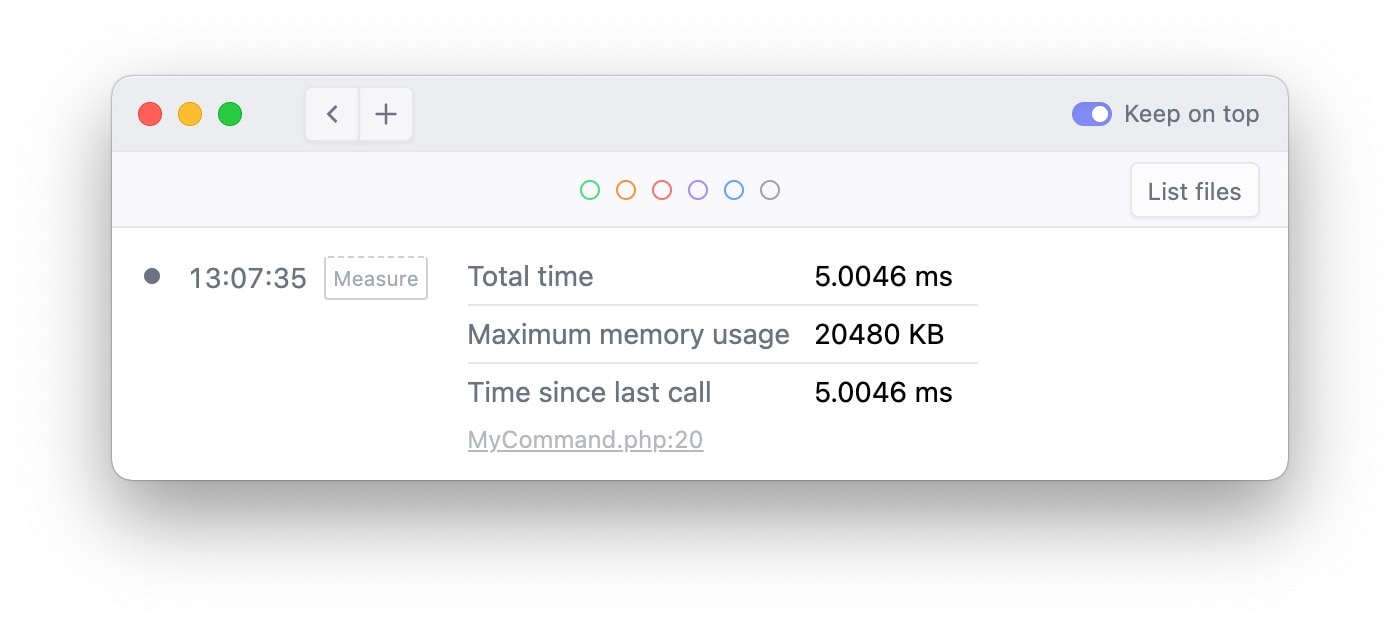 Keep on top
List files
13:07:35 Measure Total time 5.0046 ms
Maximum memory usage 20480 KB
Time since last call 5.0046 ms
MyCommand.php:20